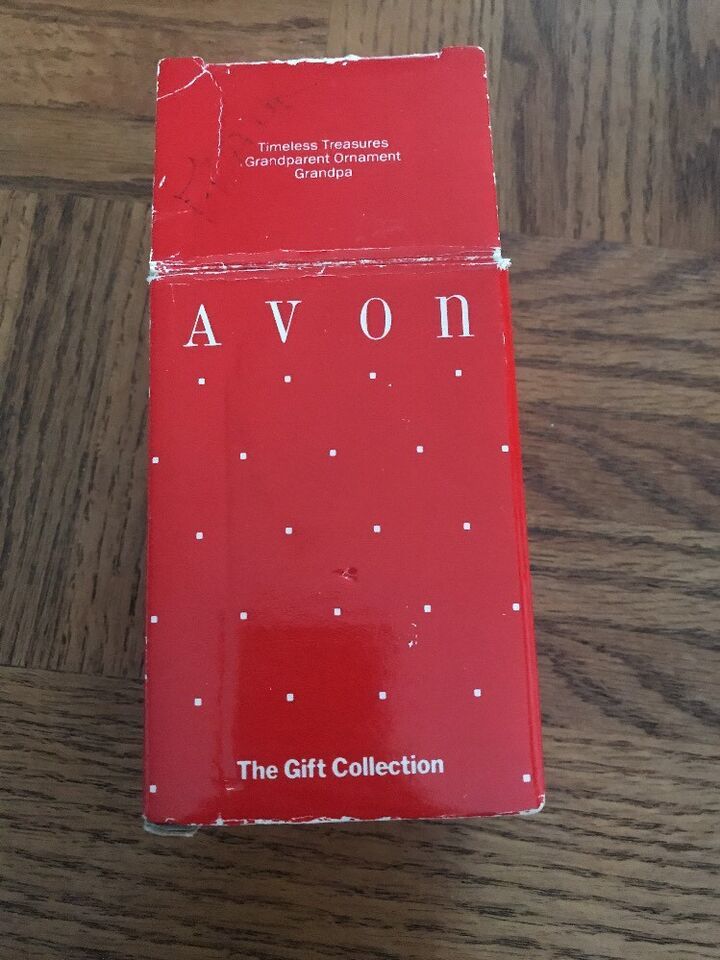 Timeless Treasures
Grandparent Ornament
Grandpa
Avon
The Gift Collection